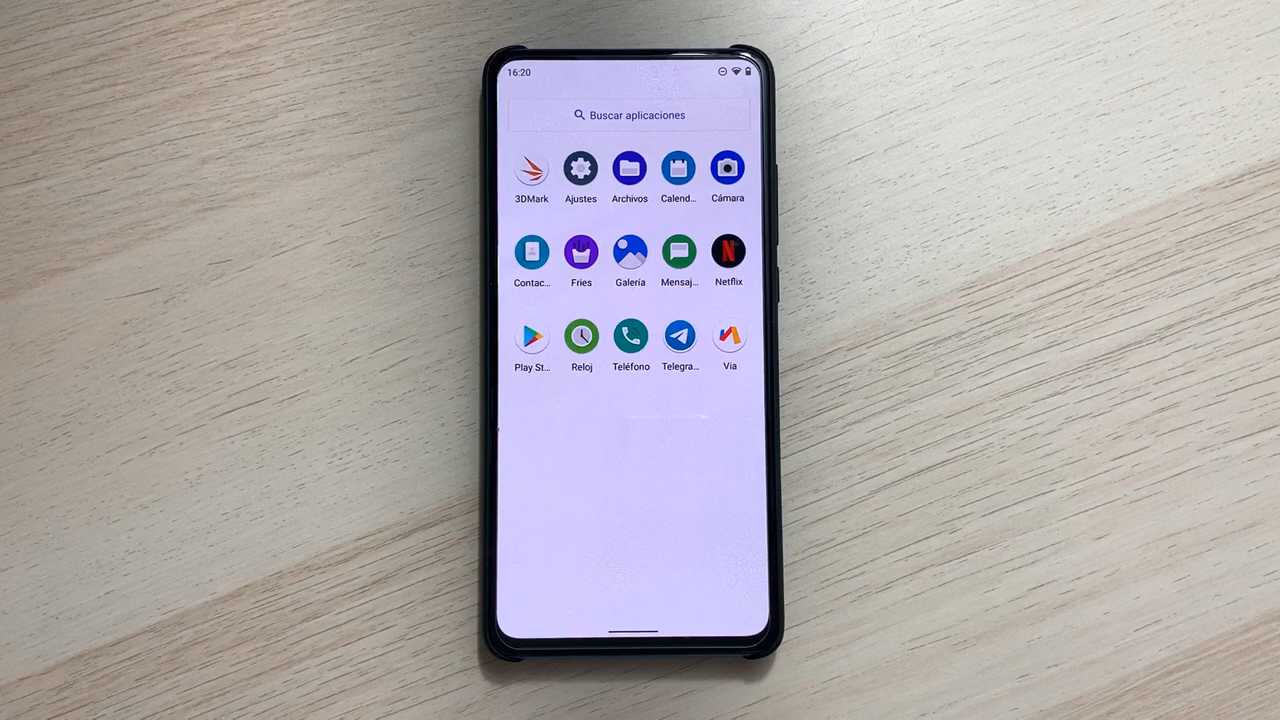 16:20
Buscar aplicaciones
3DMark Ajustes Archivos Calend... Cámara
Contac... Fries Galería Mensaj... Netflix
Play St... Reloj Teléfono Telegra... Via